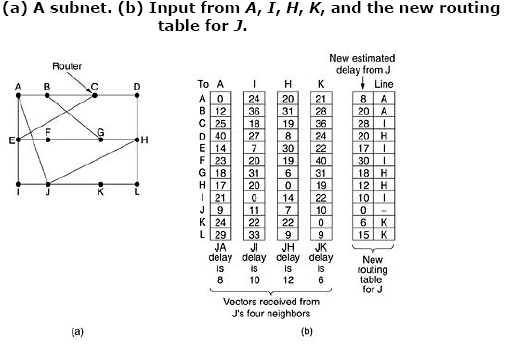 (a) A subnet. (b) Input from A, I, H, K, and the new routing
table for J.
Router
A B C D
E F G H
I J K L
(a)
New estimated
delay from J
To A I H K Line
A 0 24 20 21 8 A
B 12 36 31 28 20 A
C 25 18 19 36 28 I
D 40 27 8 24 20 H
E 14 7 30 22 17 I
F 23 20 19 40 30 I
G 18 31 6 31 18 H
H 17 20 0 19 12 H
I 21 0 14 22 10 I
J 9 11 7 10 0 –
K 24 22 22 0 6 K
L 29 33 9 9 15 K
JA JI JH JK
delay delay delay delay
is is is is
8 10 12 6
New
routing
table
for J
Vectors received from
J's four neighbors
(b)